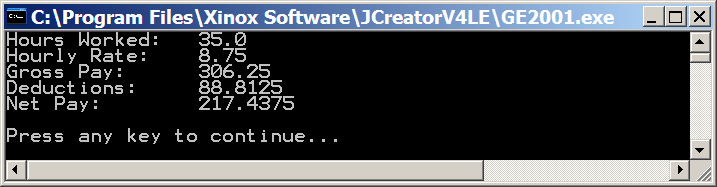 C:\Program Files\Xinox Software\JCreatorV4LE\GE2001.exe
Hours Worked: 35.0
Hourly Rate: 8.75
Gross Pay: 306.25
Deductions: 88.8125
Net Pay: 217.4375
Press any key to continue...